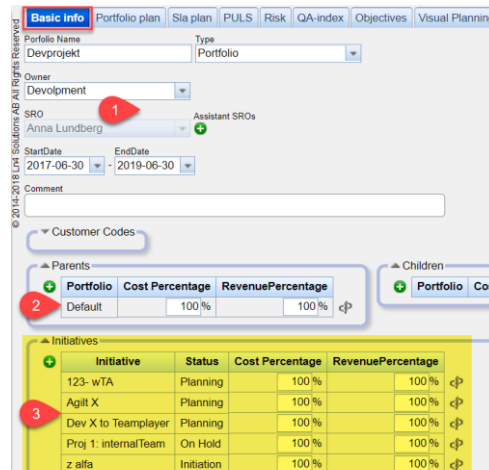 Basic info Portfolio plan Sla plan PULS Risk QA-index Objectives Visual Planning
© 2014-2018 Ln4 Solutions AB All Rights Reserved
Porfolio Name Type
Devprojekt Portfolio
Owner
Devolpment
1
SRO Assistant SROs
Anna Lundberg
StartDate EndDate
2017-06-30 - 2019-06-30
Comment
Customer Codes
Parents Children
Portfolio Cost Percentage RevenuePercentage Portfolio
2 Default 100 % 100 %
Initiatives
Initiative Status Cost Percentage RevenuePercentage
123- wTA Planning 100 % 100 %
Agilt X Planning 100 % 100 %
3 Dev X to Teamplayer Planning 100 % 100 %
Proj 1: internalTeam On Hold 100 % 100 %
z alfa Initiation 100 % 100 %